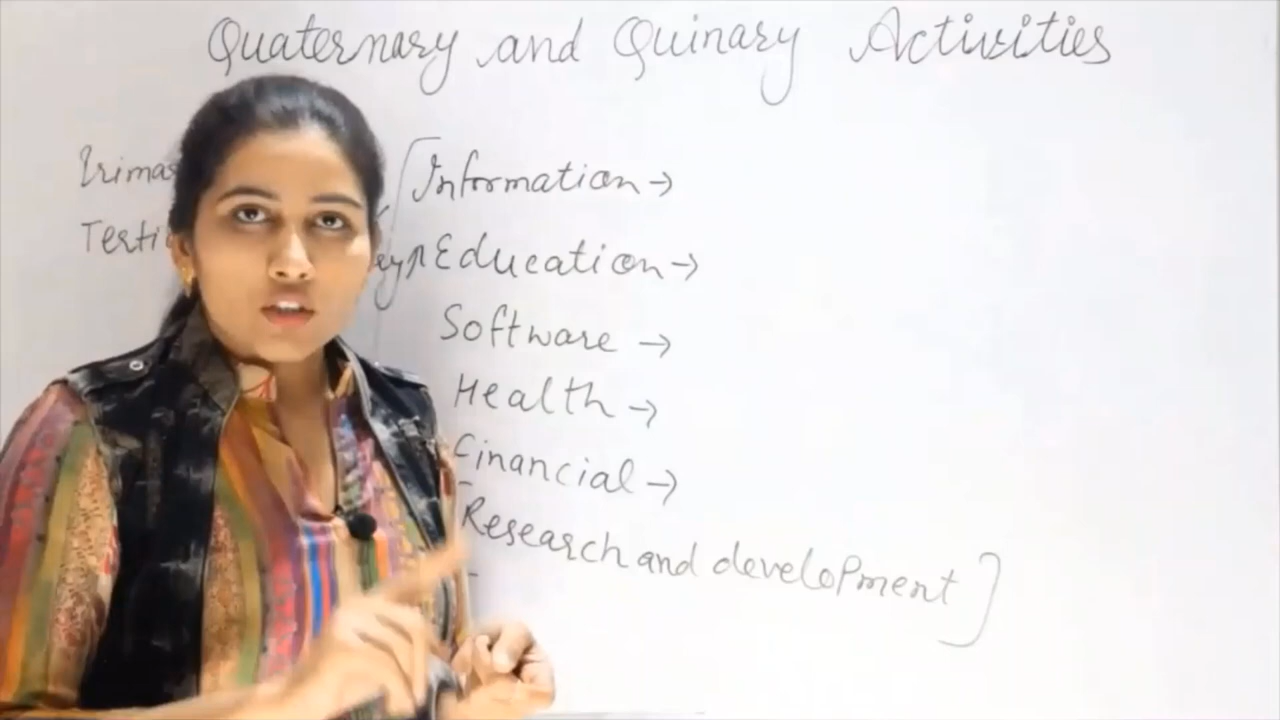 Quaternary and Quinary Activities
Information →
Education →
Software →
Health →
Financial →
Research and development ]